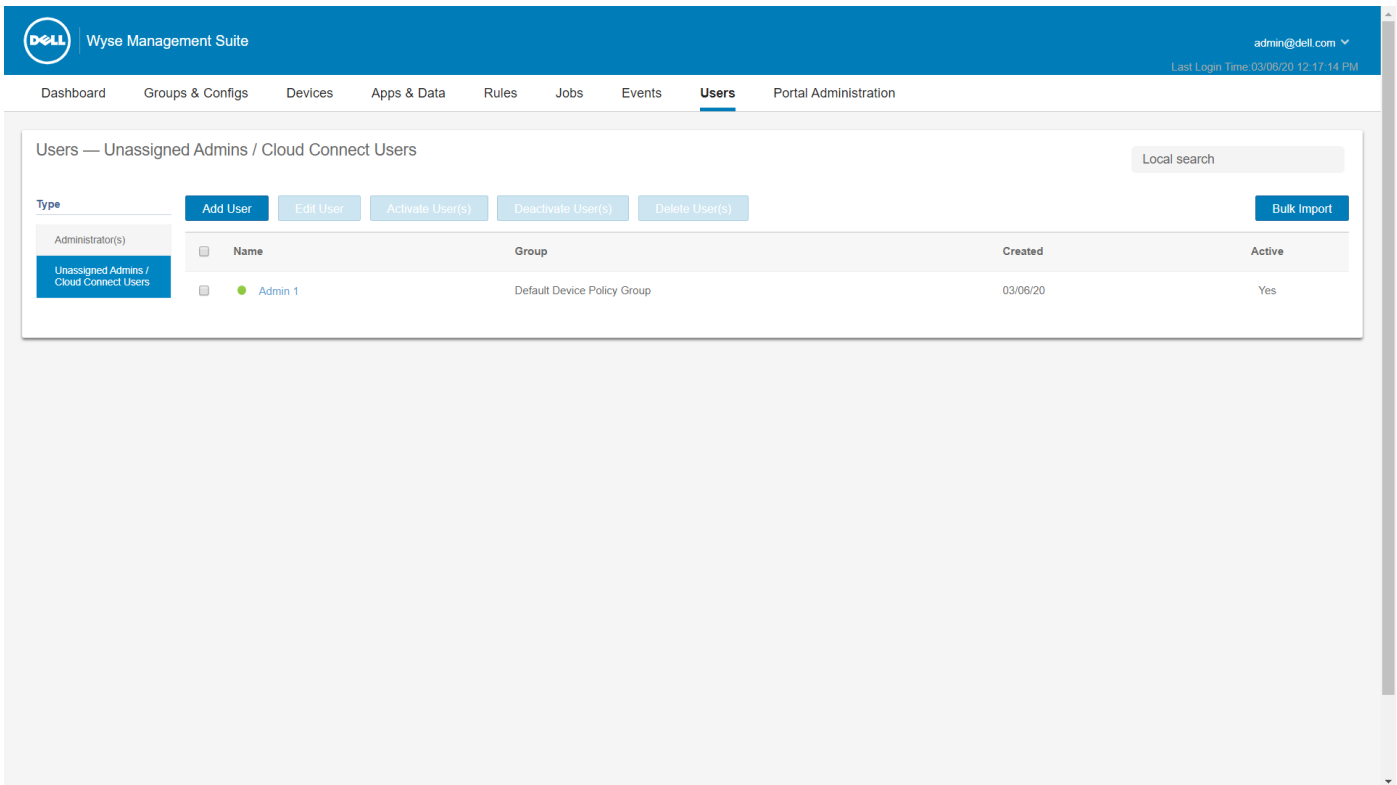 DELL Wyse Management Suite
admin@dell.com
Last Login Time:03/06/20 12:17:14 PM
Dashboard Groups & Configs Devices Apps & Data Rules Jobs Events Users Portal Administration
Users — Unassigned Admins / Cloud Connect Users
Local search
Type
Administrator(s)
Unassigned Admins /
Cloud Connect Users
Add User Edit User Activate User(s) Deactivate User(s) Delete User(s) Bulk Import
Name Group Created Active
Admin 1 Default Device Policy Group 03/06/20 Yes